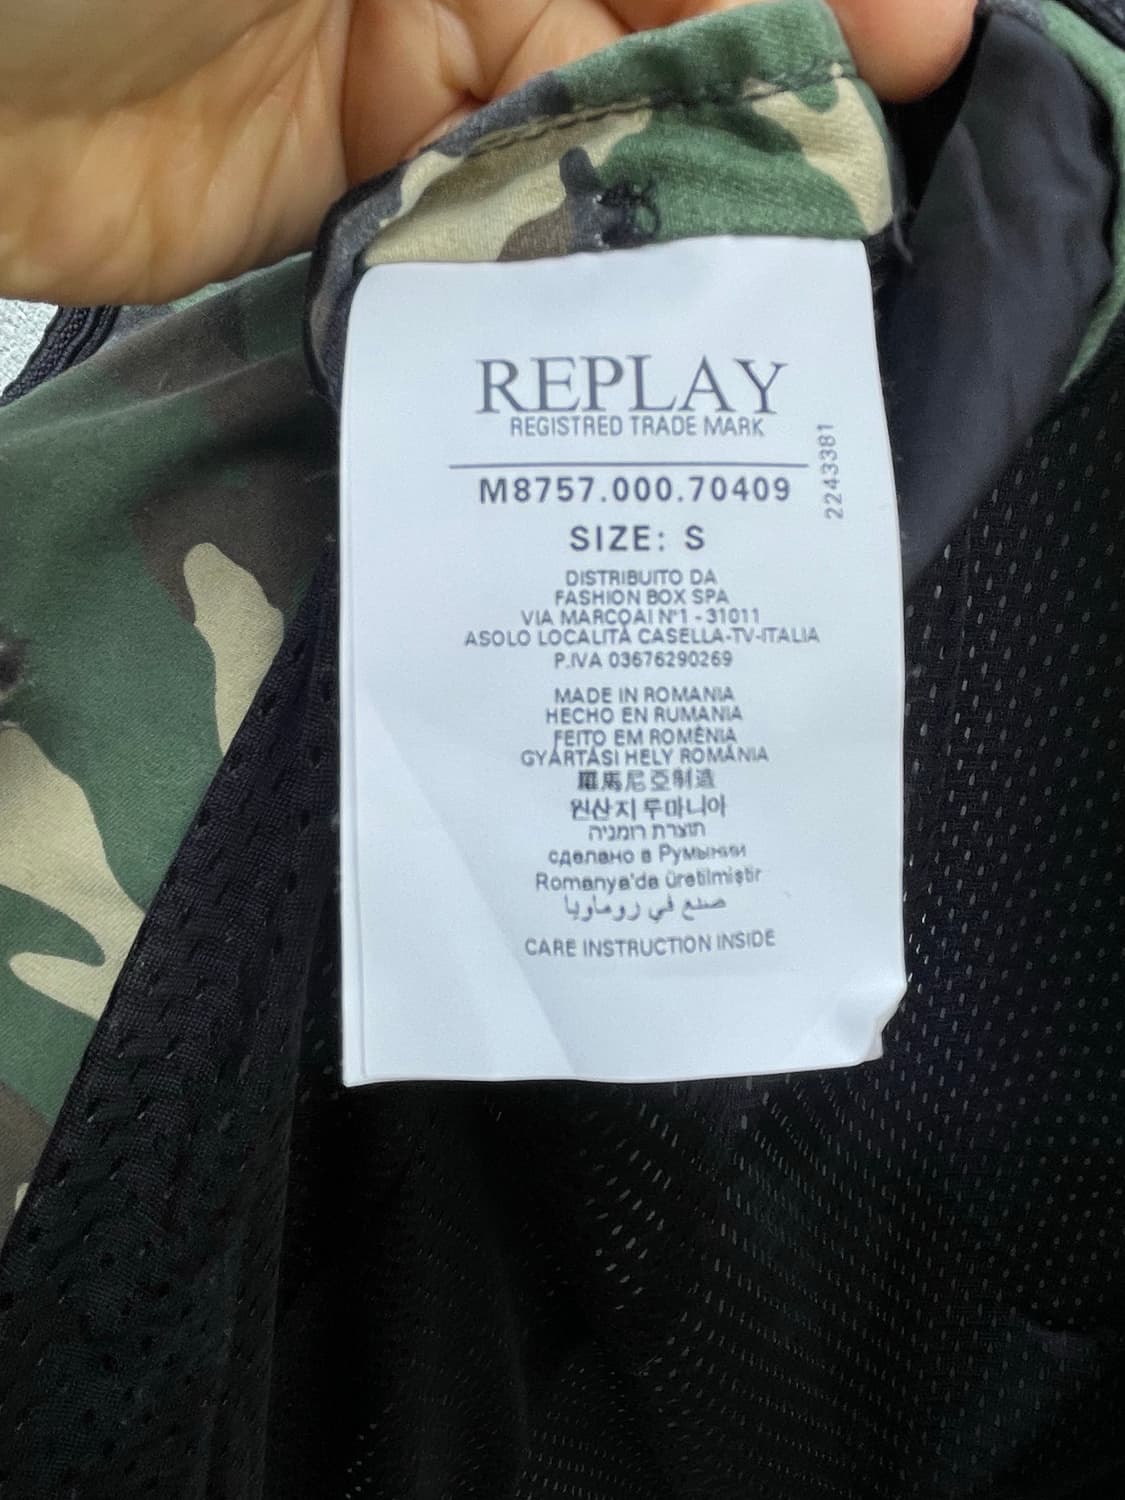 REPLAY
REGISTRED TRADE MARK
M8757.000.70409
2243381
SIZE: S
DISTRIBUITO DA
FASHION BOX SPA
VIA MARCOAI N°1 - 31011
ASOLO LOCALITÀ CASELLA-TV-ITALIA
P.IVA 03676290269
MADE IN ROMANIA
HECHO EN RUMANIA
FEITO EM ROMÊNIA
GYÁRTÁSI HELY ROMÁNIA
羅馬尼亞制造
원산지 루마니아
תוצרת רומניה
сделано в Румынии
Romanya'da üretilmiştir
صنع في روماويا
CARE INSTRUCTION INSIDE